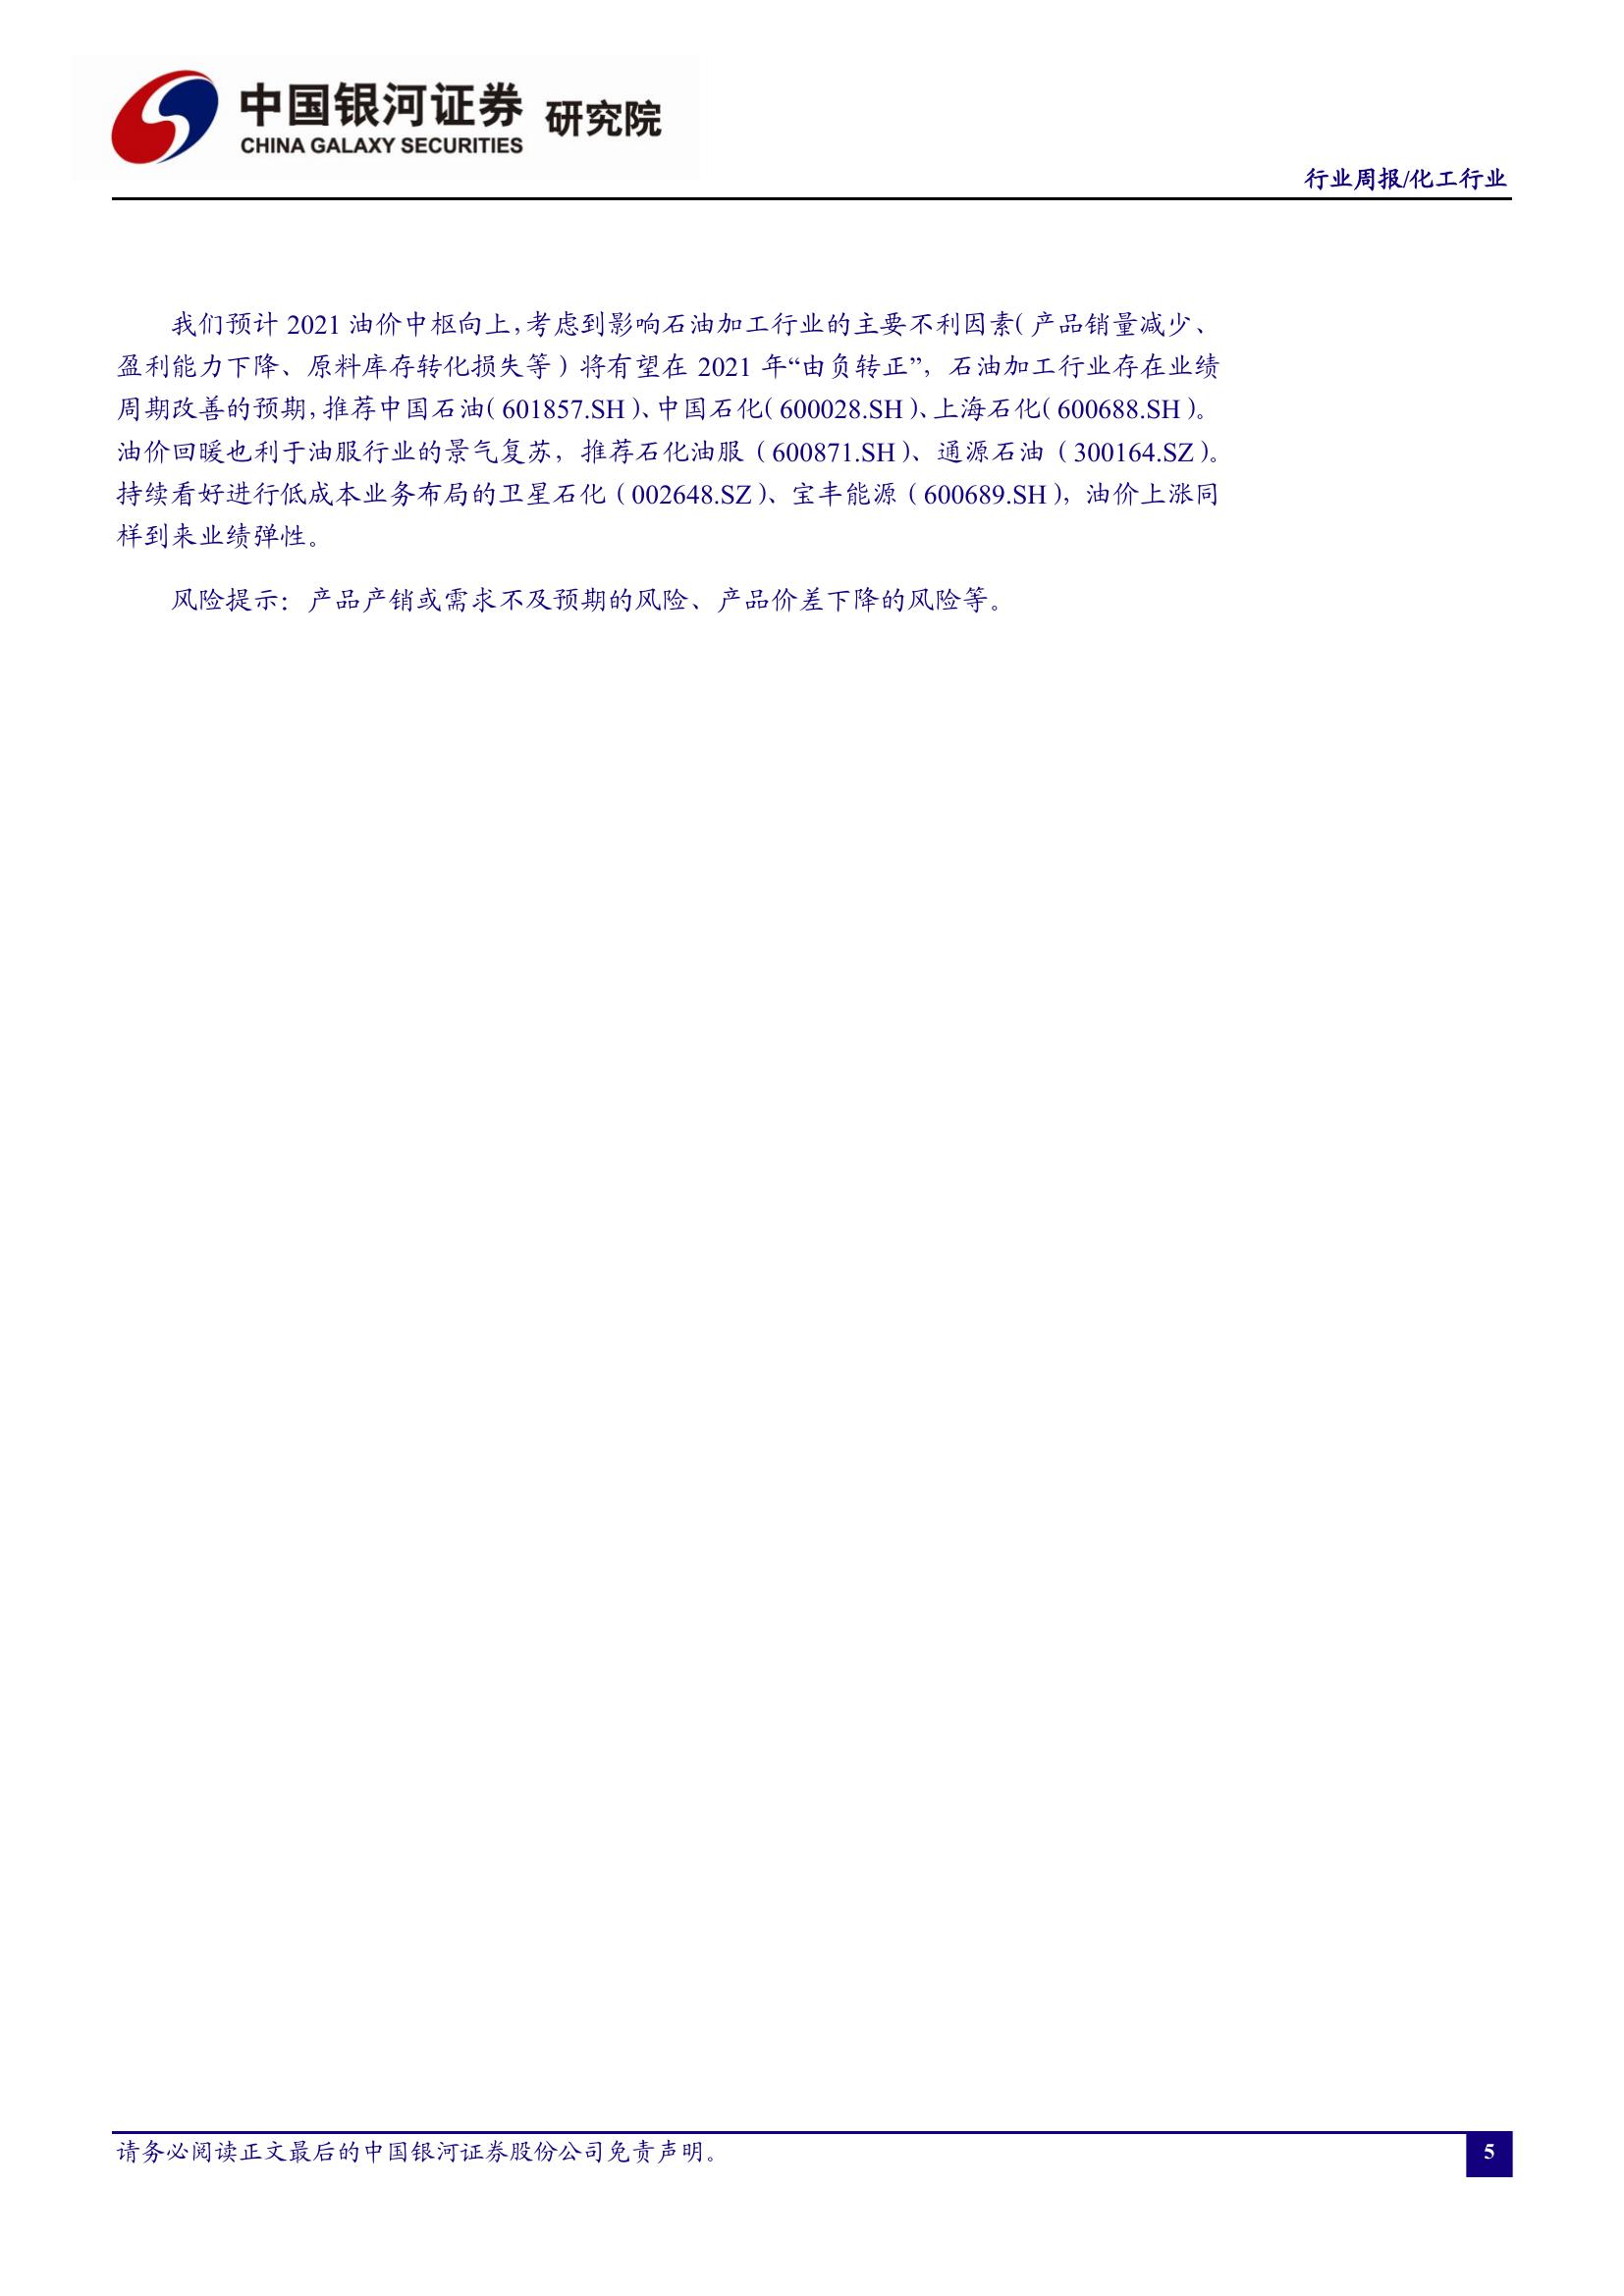 中国银河证券 研究院
CHINA GALAXY SECURITIES
行业周报/化工行业
我们预计 2021 油价中枢向上，考虑到影响石油加工行业的主要不利因素（产品销量减少、
盈利能力下降、原料库存转化损失等）将有望在 2021 年“由负转正”，石油加工行业存在业绩
周期改善的预期，推荐中国石油（601857.SH）、中国石化（600028.SH）、上海石化（600688.SH）。
油价回暖也利于油服行业的景气复苏，推荐石化油服（600871.SH）、通源石油（300164.SZ）。
持续看好进行低成本业务布局的卫星石化（002648.SZ）、宝丰能源（600689.SH），油价上涨同
样到来业绩弹性。
风险提示：产品产销或需求不及预期的风险、产品价差下降的风险等。
请务必阅读正文最后的中国银河证券股份公司免责声明。
5